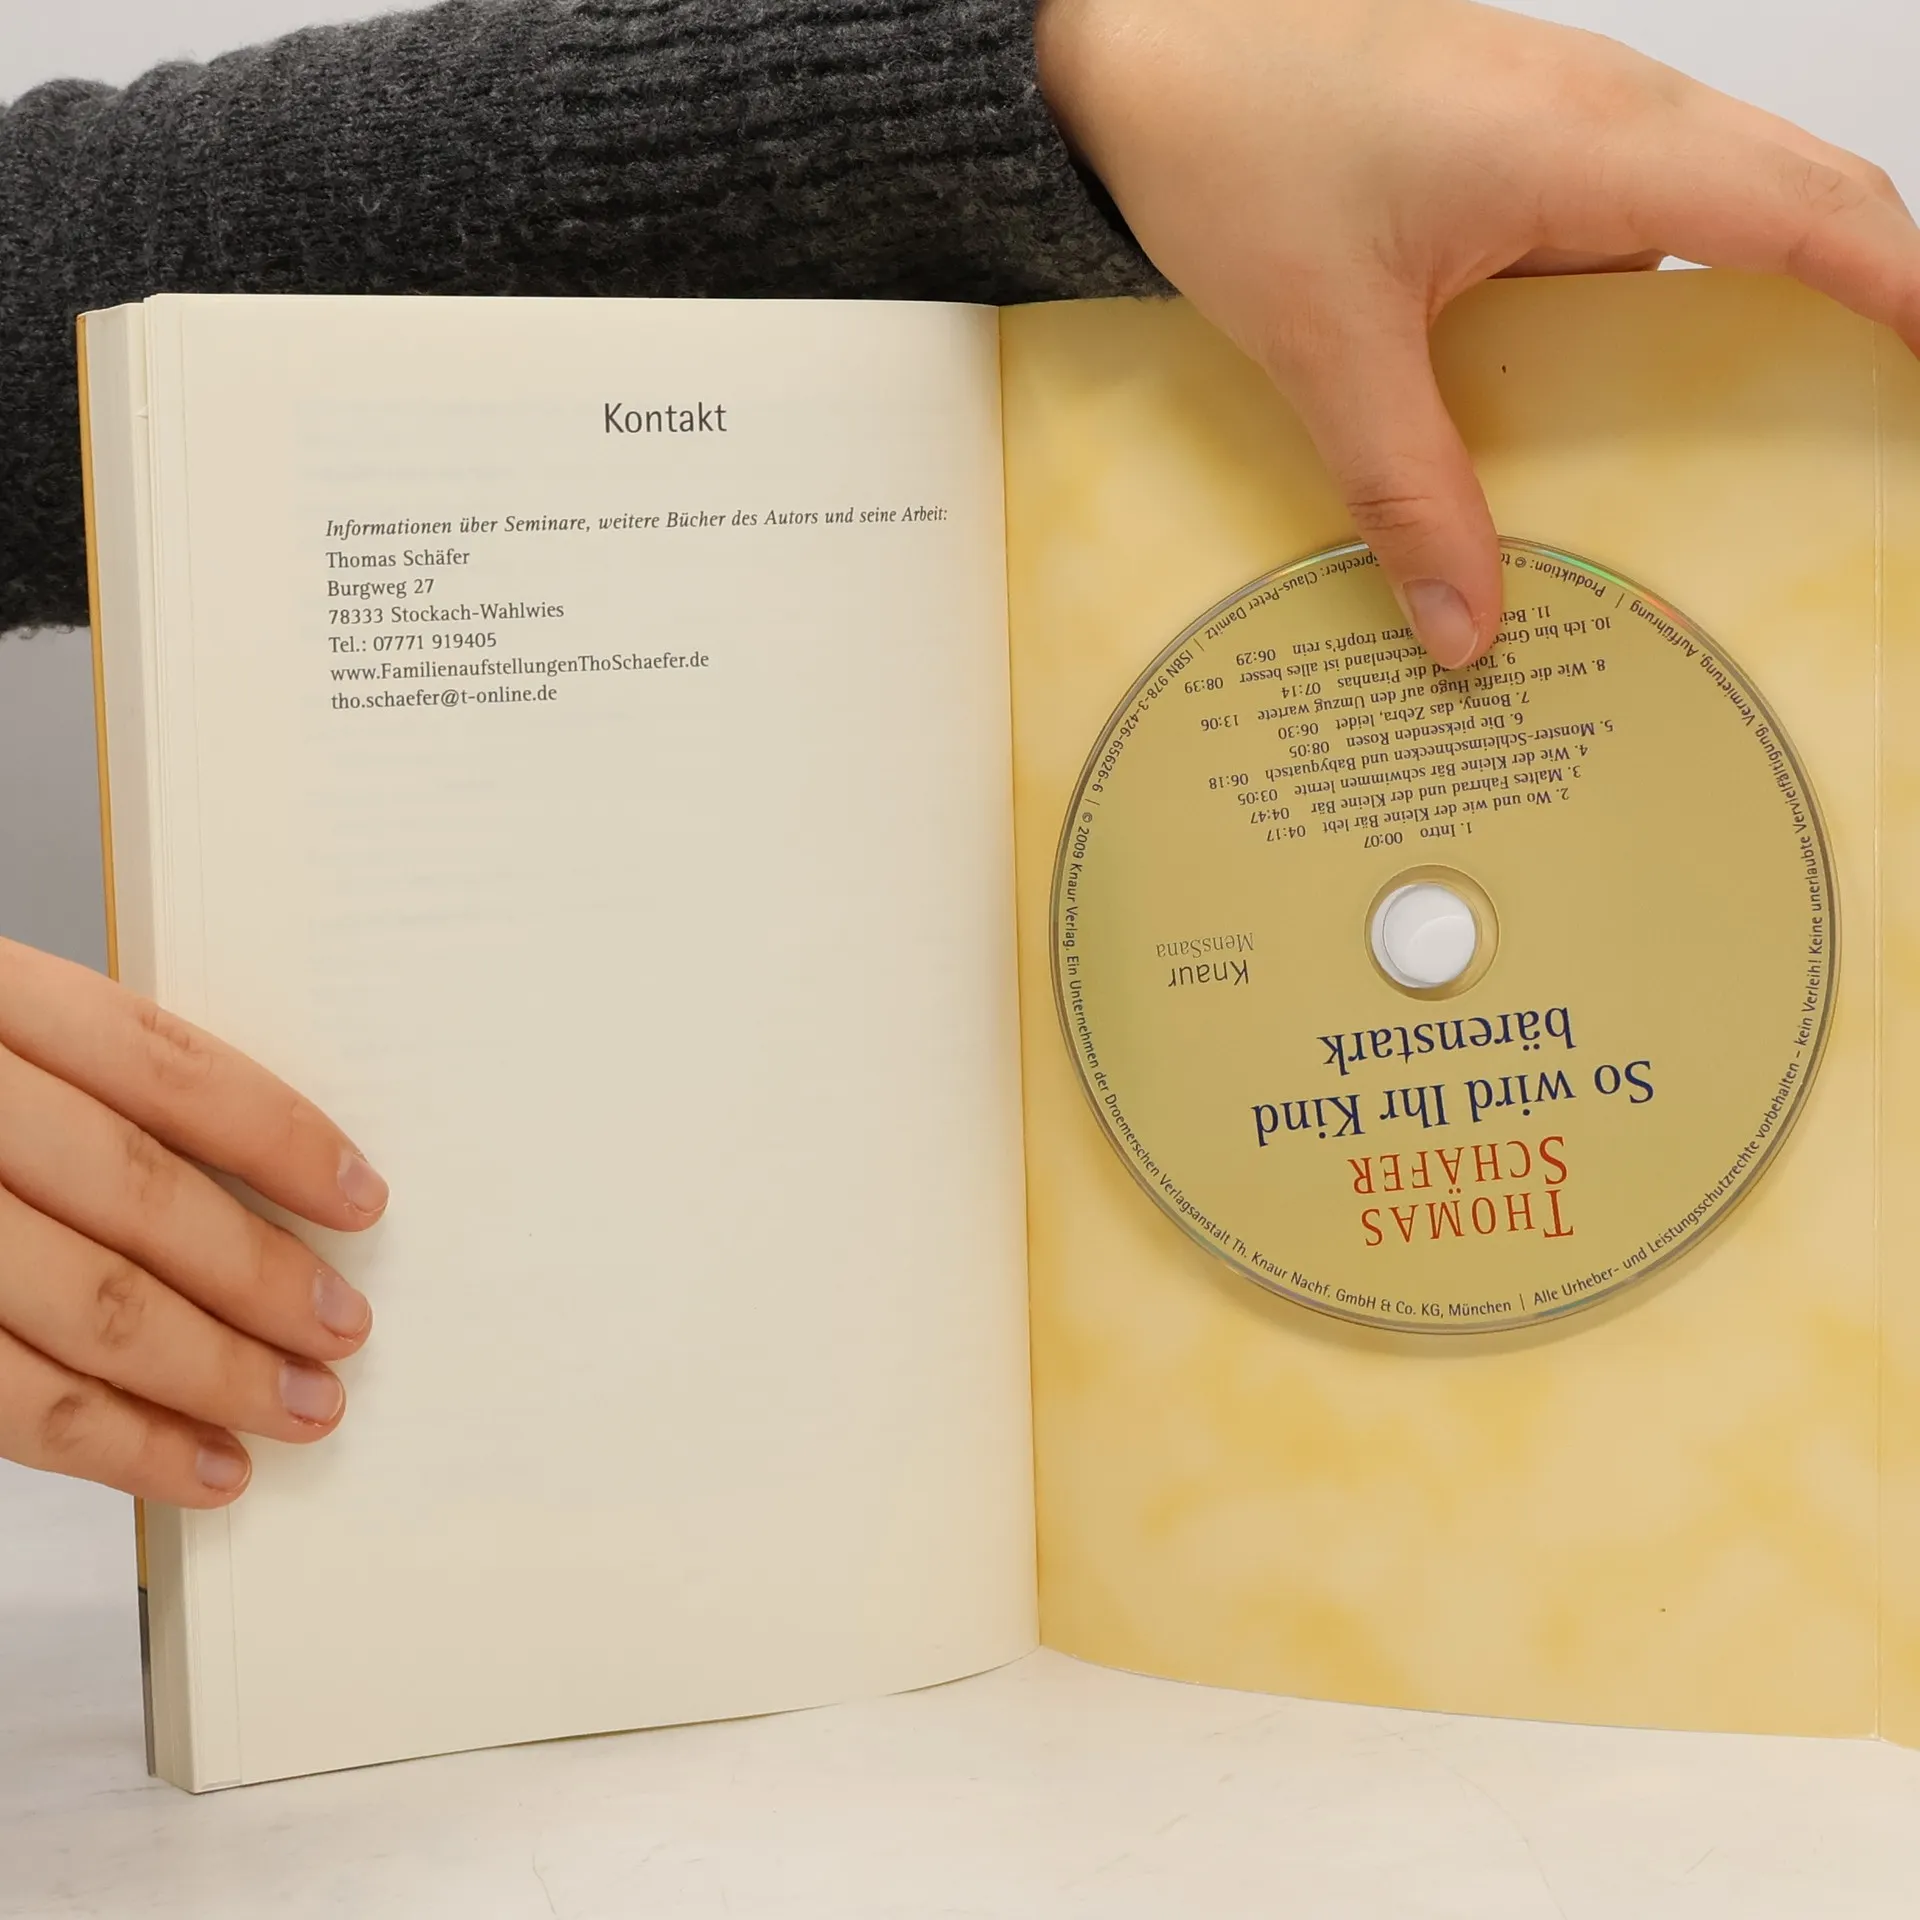 Kontakt
Informationen über Seminare, weitere Bücher des Autors und seine Arbeit:
Thomas Schäfer
Burgweg 27
78333 Stockach-Wahlwies
Tel.: 07771 919405
www.FamilienaufstellungenThoSchaefer.de
tho.schaefer@t-online.de
THOMAS
SCHÄFER
So wird Ihr Kind
bärenstark
Knaur
MensSana
1. Intro 00:07
2. Wo und wie der Kleine Bär lebt 04:17
3. Maltes Fahrrad und der Kleine Bär 04:47
4. Wie der Kleine Bär schwimmen lernte 03:05
5. Monster-Schleimschnecken und Babyquatsch 06:18
6. Die pieksenden Rosen 08:05
7. Bonny, das Zebra, leidet 06:30
8. Wie die Giraffe Hugo auf den Umzug wartete 13:06
9. die Piranhas 07:14
10. Ich bin ist alles besser 08:39
11. tropft's rein 06:29
Sprecher: Claus-Peter Damitz | ISBN 978-3-426-65626-6 | © 2009 Knaur Verlag. Ein Unternehmen der Droemerschen Verlagsanstalt Th. Knaur Nachf. GmbH & Co. KG, München | Alle Urheber- und Leistungsschutzrechte vorbehalten – kein Verleih! Keine unerlaubte Vervielfältigung, Vermietung, Aufführung | Produktion: ©